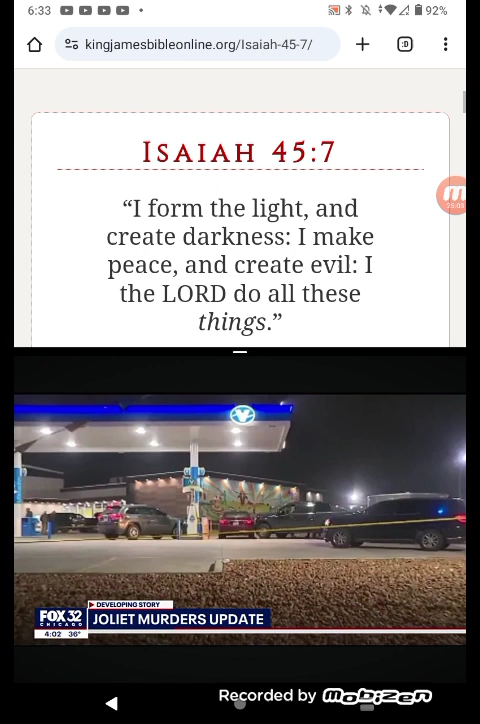 6:33
92%
kingjamesbibleonline.org/Isaiah-45-7/
:D
ISAIAH 45:7
“I form the light, and
create darkness: I make
peace, and create evil: I
the LORD do all these
things.”
25:03
DEVELOPING STORY
FOX 32
CHICAGO
JOLIET MURDERS UPDATE
4:02 36°
Recorded by Mobizen